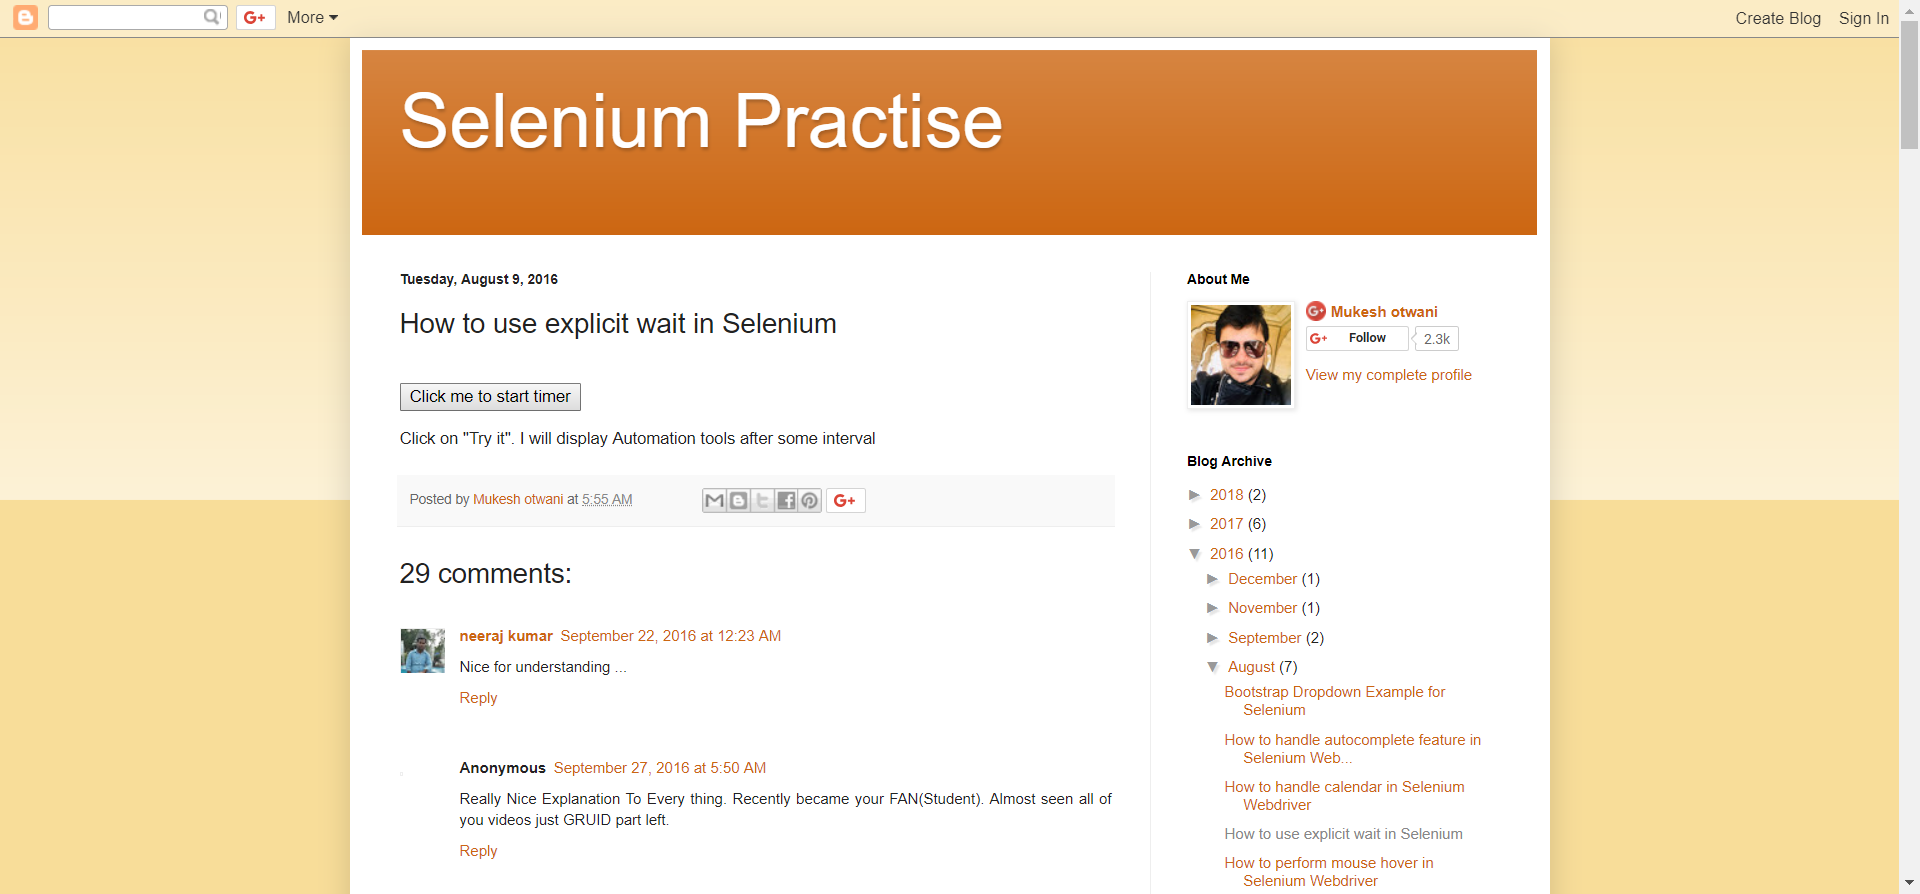 More
Create Blog
Sign In
Selenium Practise
Tuesday, August 9, 2016
How to use explicit wait in Selenium
Click me to start timer
Click on "Try it". I will display Automation tools after some interval
Posted by Mukesh otwani at 5:55 AM
G+
29 comments:
neeraj kumar September 22, 2016 at 12:23 AM
Nice for understanding ...
Reply
Anonymous September 27, 2016 at 5:50 AM
Really Nice Explanation To Every thing. Recently became your FAN(Student). Almost seen all of
you videos just GRUID part left.
Reply
About Me
Mukesh otwani
G+ Follow 2.3k
View my complete profile
Blog Archive
► 2018 (2)
► 2017 (6)
▼ 2016 (11)
► December (1)
► November (1)
► September (2)
▼ August (7)
Bootstrap Dropdown Example for
Selenium
How to handle autocomplete feature in
Selenium Web...
How to handle calendar in Selenium
Webdriver
How to use explicit wait in Selenium
How to perform mouse hover in
Selenium Webdriver